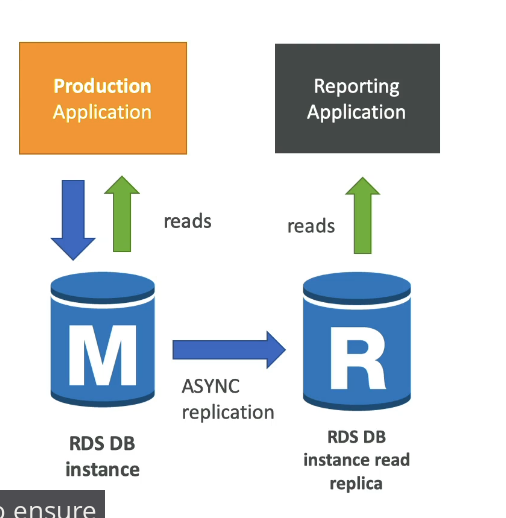 Production
Application
Reporting
Application
reads
reads
M
R
ASYNC
replication
RDS DB
instance
RDS DB
instance read
replica
ensure